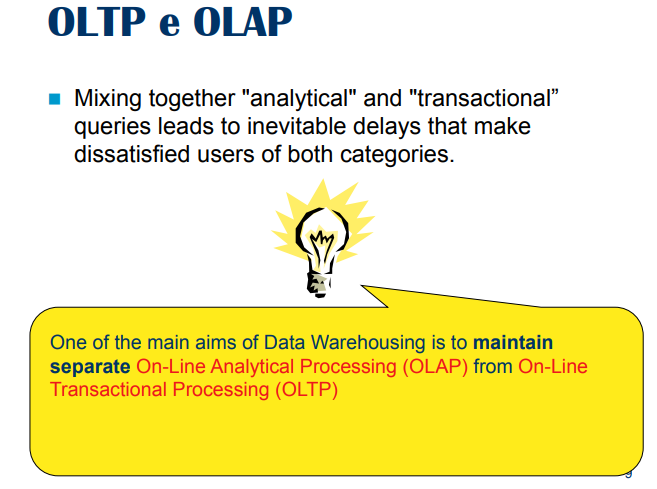 OLTP e OLAP
Mixing together "analytical" and "transactional”
queries leads to inevitable delays that make
dissatisfied users of both categories.
One of the main aims of Data Warehousing is to maintain
separate On-Line Analytical Processing (OLAP) from On-Line
Transactional Processing (OLTP)